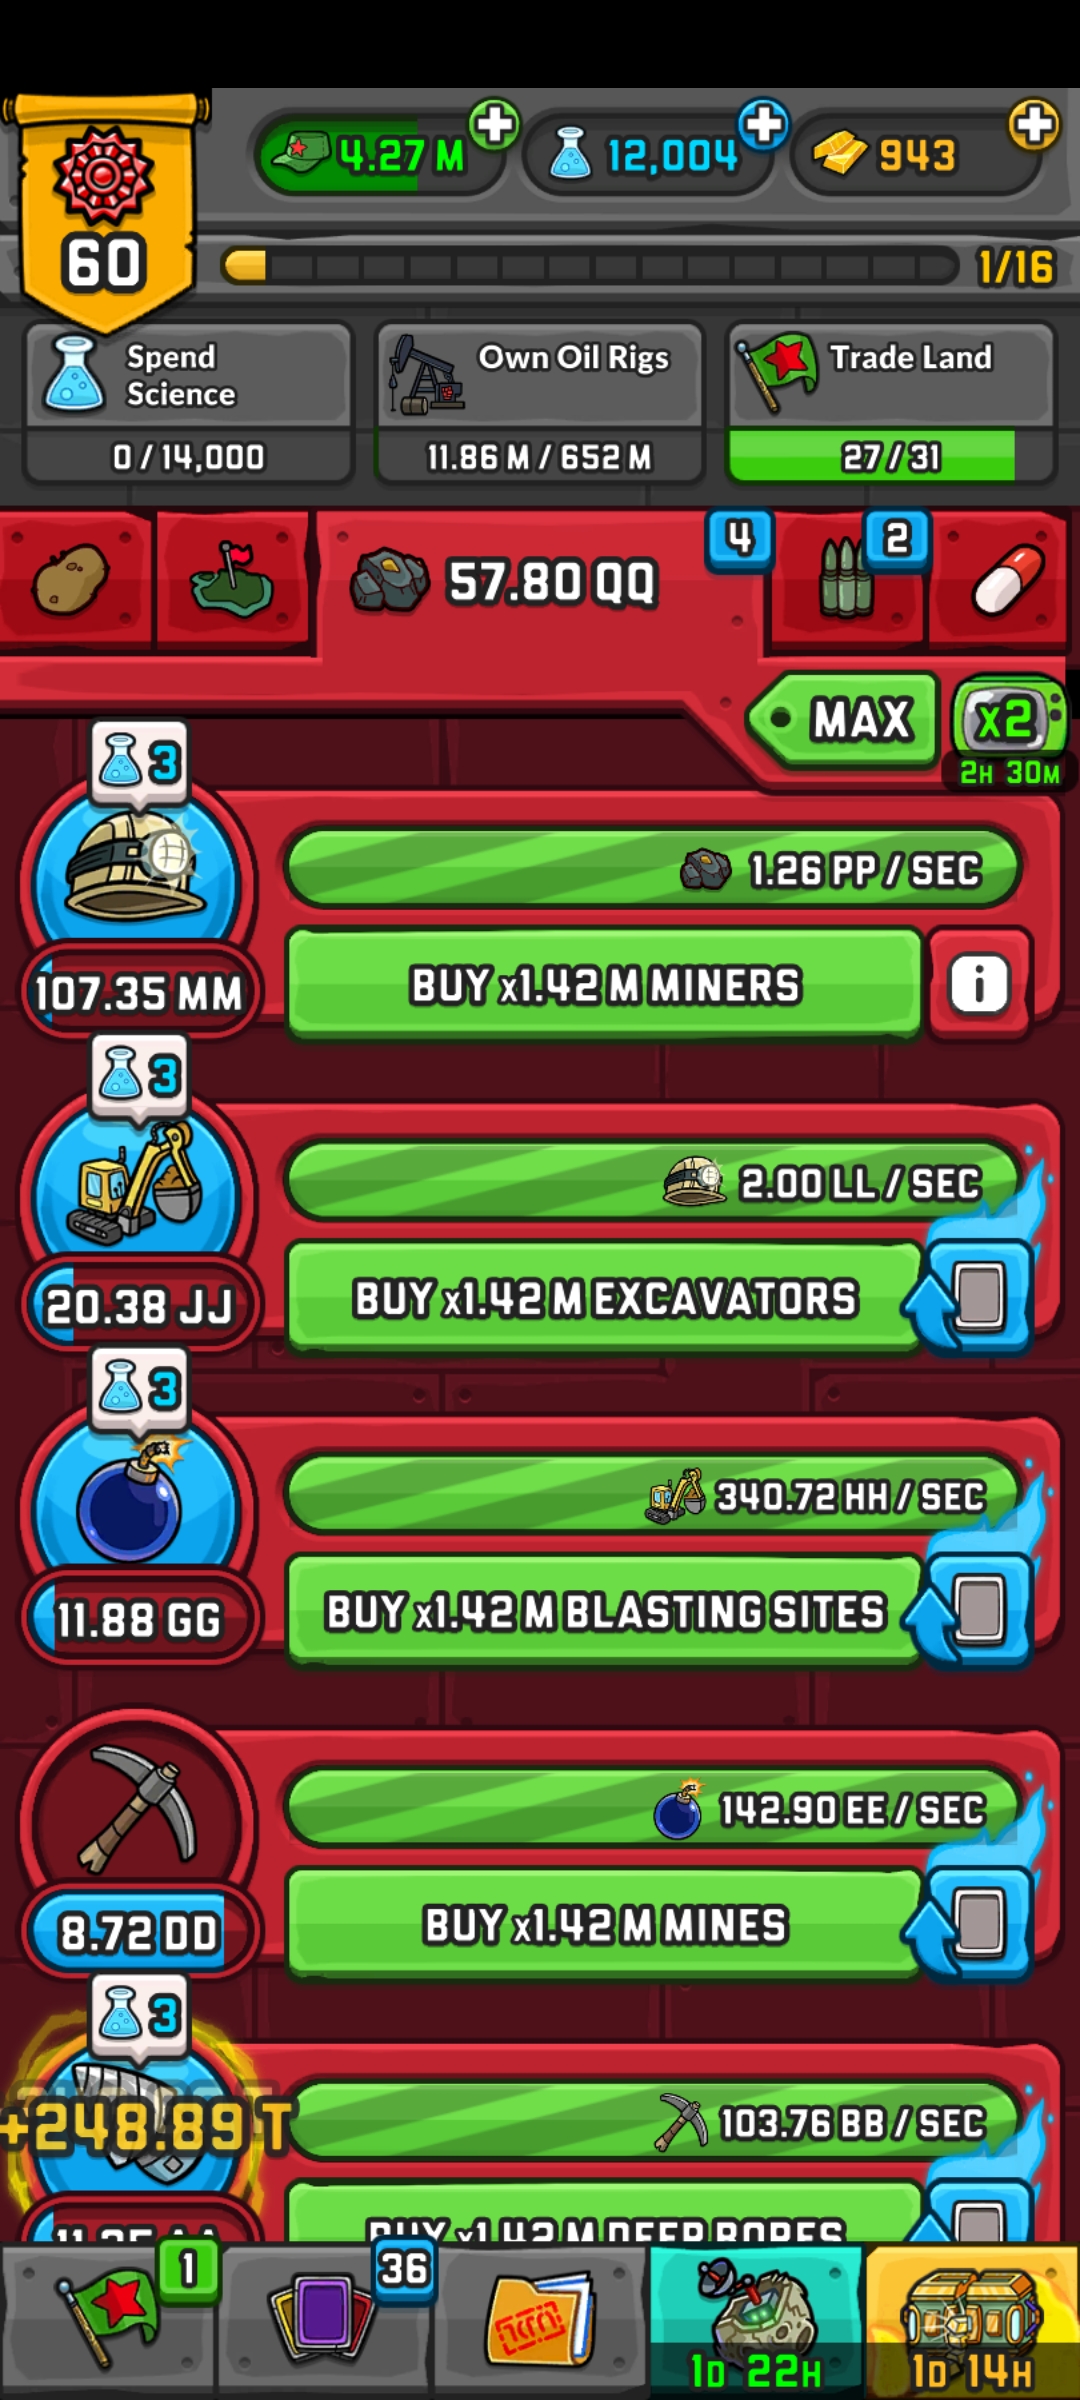 4.27 M
12,004
943
60
1/16
Spend
Science
Own Oil Rigs
Trade Land
0 / 14,000
11.86 M / 652 M
27 / 31
57.80 QQ
4
2
MAX
x2
2H 30M
3
1.26 PP / SEC
107.35 MM
BUY x1.42 M MINERS
i
3
2.00 LL / SEC
20.38 JJ
BUY x1.42 M EXCAVATORS
3
340.72 HH / SEC
11.88 GG
BUY x1.42 M BLASTING SITES
142.90 EE / SEC
8.72 DD
BUY x1.42 M MINES
3
+248.89 T
103.76 BB / SEC
BUY x1.42 M DEEP BORES
1
36
1D 22H
1D 14H